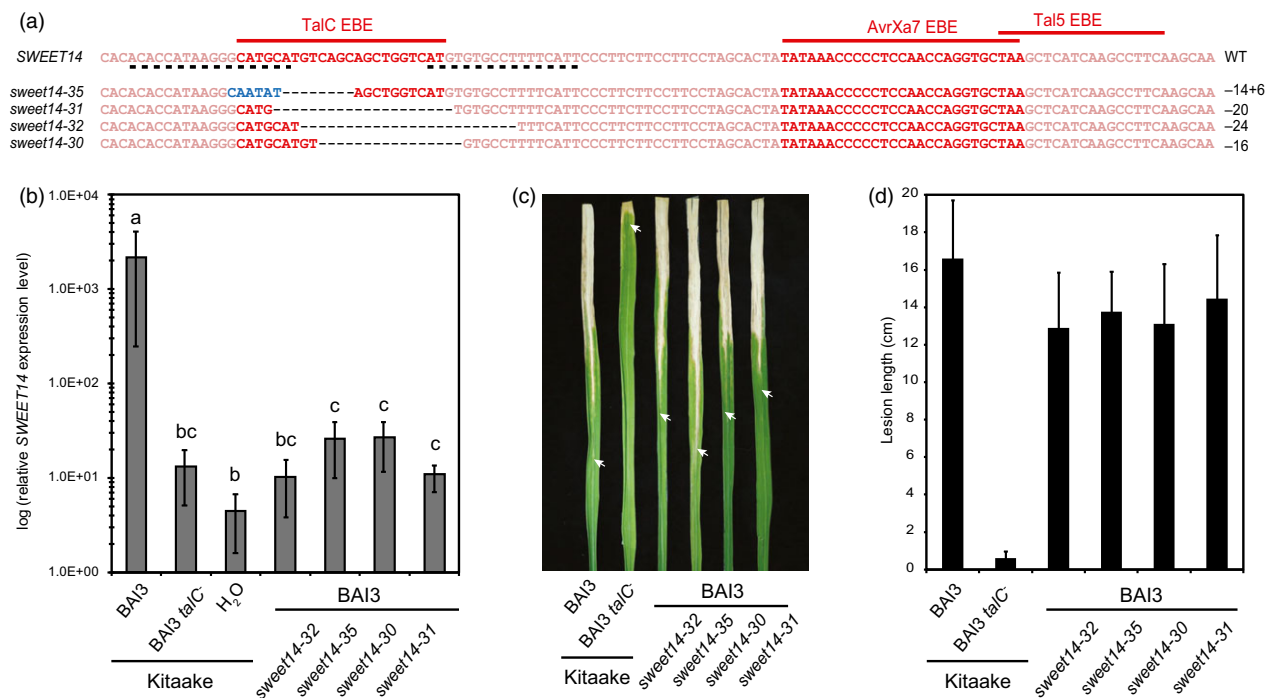 (a)
TalC EBE
AvrXa7 EBE
Tal5 EBE
SWEET14 CACACACCATAAGGGCATGCATGTCAGCAGCTGGTCATGTGTGCCTTTTCATTCCCTTCTTCCTTCCTAGCACTATATAAACCCCCTCCAACCAGGTGCTAAGCTCATCAAGCCTTCAAGCAA WT
sweet14-35 CACACACCATAAGGCAATAT--------AGCTGGTCATGTGTGCCTTTTCATTCCCTTCTTCCTTCCTAGCACTATATAAACCCCCTCCAACCAGGTGCTAAGCTCATCAAGCCTTCAAGCAA –14+6
sweet14-31 CACACACCATAAGGGCATG--------------------TGTGCCTTTTCATTCCCTTCTTCCTTCCTAGCACTATATAAACCCCCTCCAACCAGGTGCTAAGCTCATCAAGCCTTCAAGCAA –20
sweet14-32 CACACACCATAAGGGCATGCAT------------------------TTTCATTCCCTTCTTCCTTCCTAGCACTATATAAACCCCCTCCAACCAGGTGCTAAGCTCATCAAGCCTTCAAGCAA –24
sweet14-30 CACACACCATAAGGGCATGCATGT----------------GTGCCTTTTCATTCCCTTCTTCCTTCCTAGCACTATATAAACCCCCTCCAACCAGGTGCTAAGCTCATCAAGCCTTCAAGCAA –16
(b)
log (relative SWEET14 expression level)
1.0E+04
1.0E+03
1.0E+02
1.0E+01
1.0E+00
a
bc
b
bc
c
c
c
BAI3
BAI3 talC-
H2O
BAI3
sweet14-32
sweet14-35
sweet14-30
sweet14-31
Kitaake
(c)
BAI3
BAI3 talC-
BAI3
sweet14-32
sweet14-35
sweet14-30
sweet14-31
Kitaake
(d)
Lesion length (cm)
20
18
16
14
12
10
8
6
4
2
0
BAI3
BAI3 talC-
BAI3
sweet14-32
sweet14-35
sweet14-30
sweet14-31
Kitaake